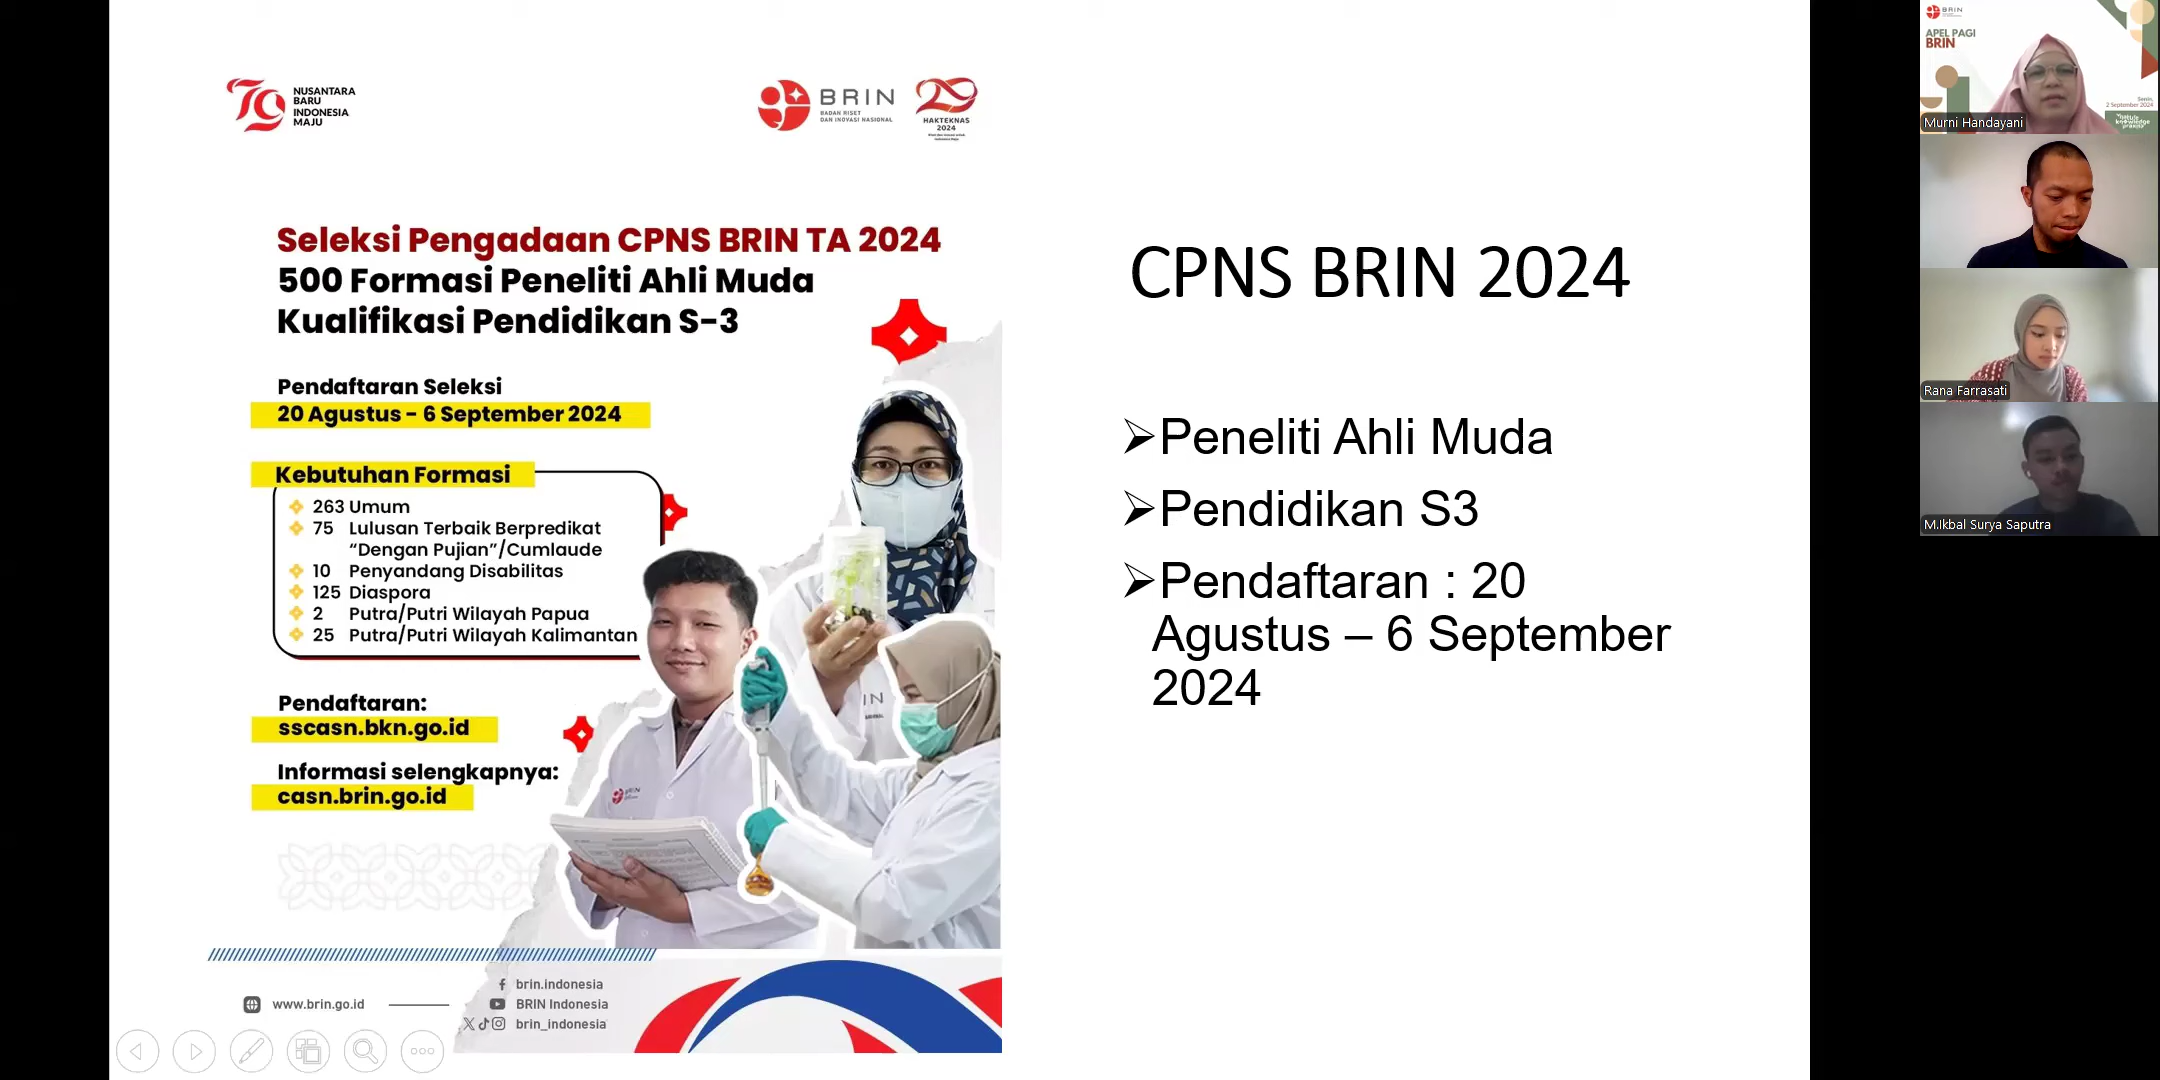 NUSANTARA
BARU
INDONESIA
MAJU
BRIN
BADAN RISET
DAN INOVASI NASIONAL
HAKTEKNAS
2024
Seleksi Pengadaan CPNS BRIN TA 2024
500 Formasi Peneliti Ahli Muda
Kualifikasi Pendidikan S-3
Pendaftaran Seleksi
20 Agustus - 6 September 2024
Kebutuhan Formasi
263 Umum
75 Lulusan Terbaik Berpredikat
“Dengan Pujian”/Cumlaude
10 Penyandang Disabilitas
125 Diaspora
2 Putra/Putri Wilayah Papua
25 Putra/Putri Wilayah Kalimantan
Pendaftaran:
sscasn.bkn.go.id
Informasi selengkapnya:
casn.brin.go.id
www.brin.go.id
brin.indonesia
BRIN Indonesia
brin_indonesia
CPNS BRIN 2024
Peneliti Ahli Muda
Pendidikan S3
Pendaftaran : 20
Agustus – 6 September
2024
BRIN
APEL PAGI
BRIN
Senin,
2 September 2024
Murni Handayani
Rana Farrasati
M.Ikbal Surya Saputra